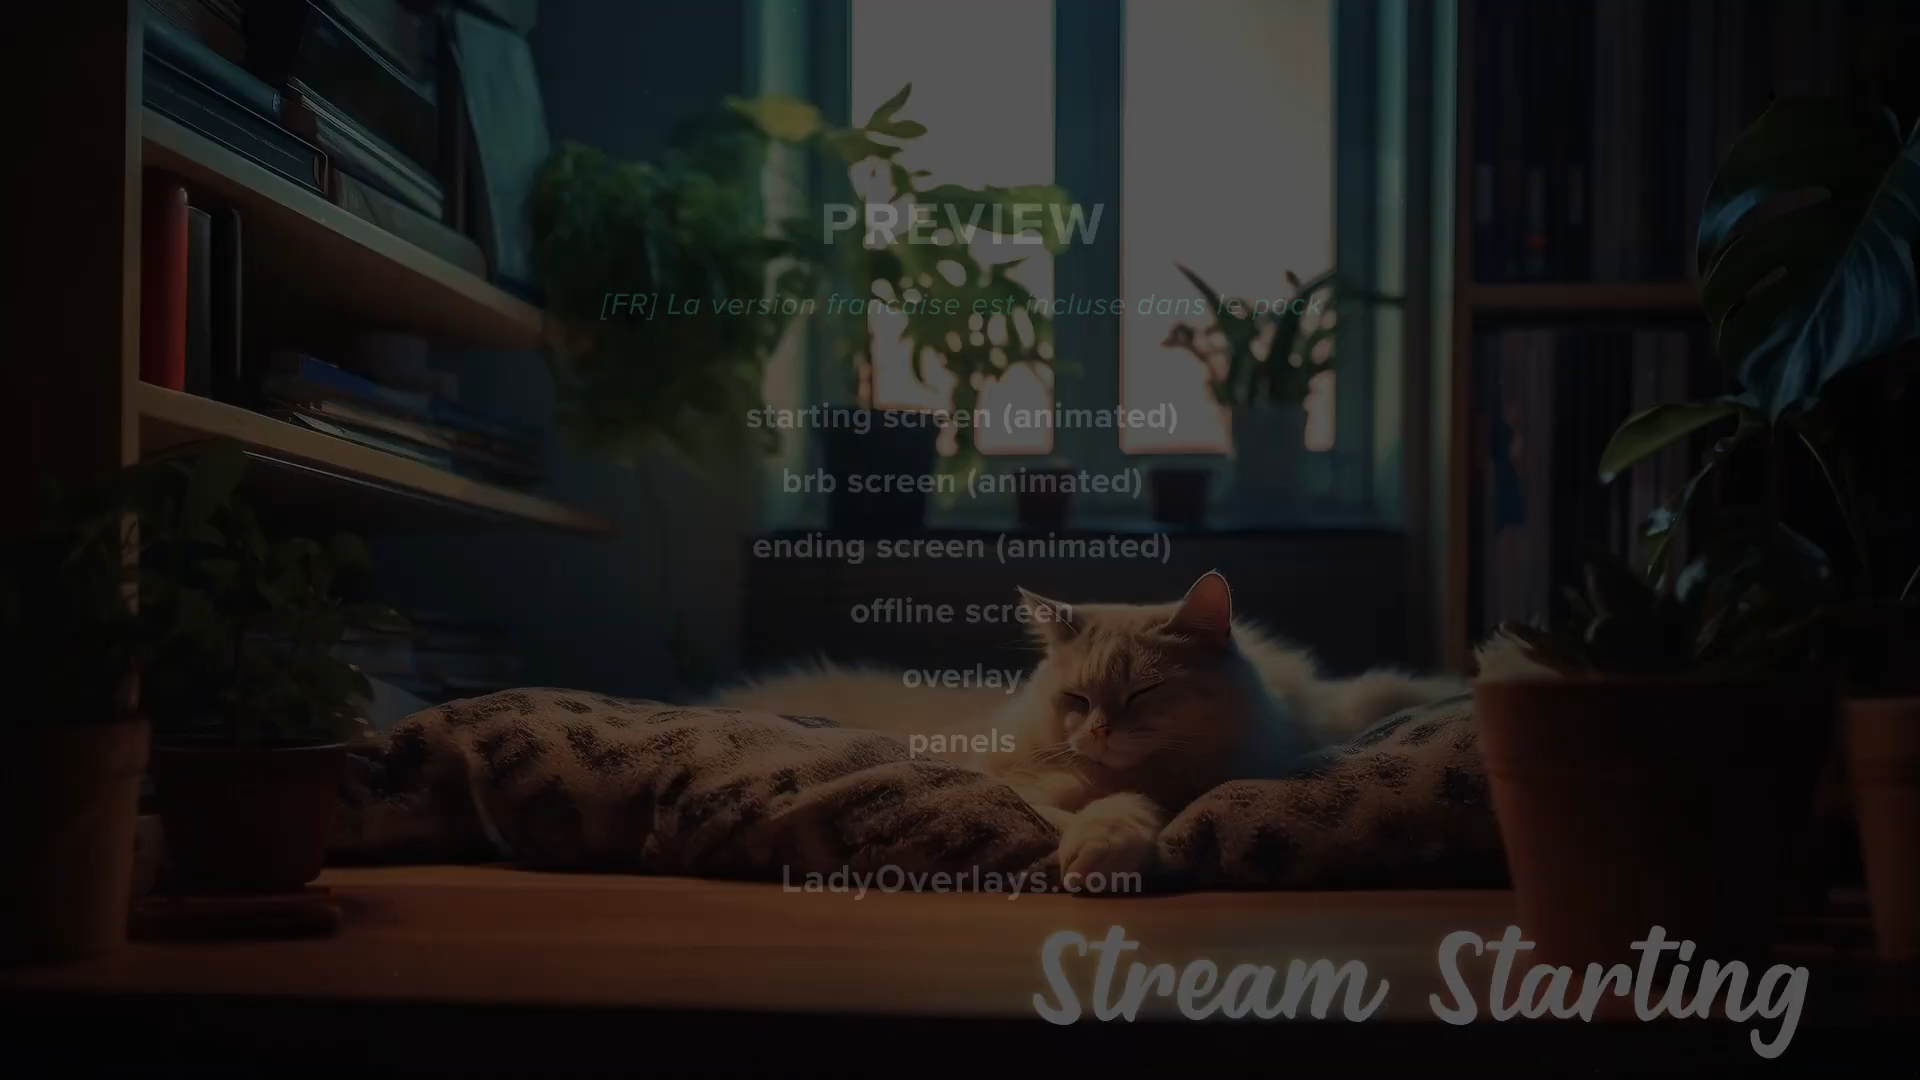 PREVIEW
[FR] La version francaise est incluse dans le pack
starting screen (animated)
brb screen (animated)
ending screen (animated)
offline screen
overlay
panels
LadyOverlays.com
Stream Starting